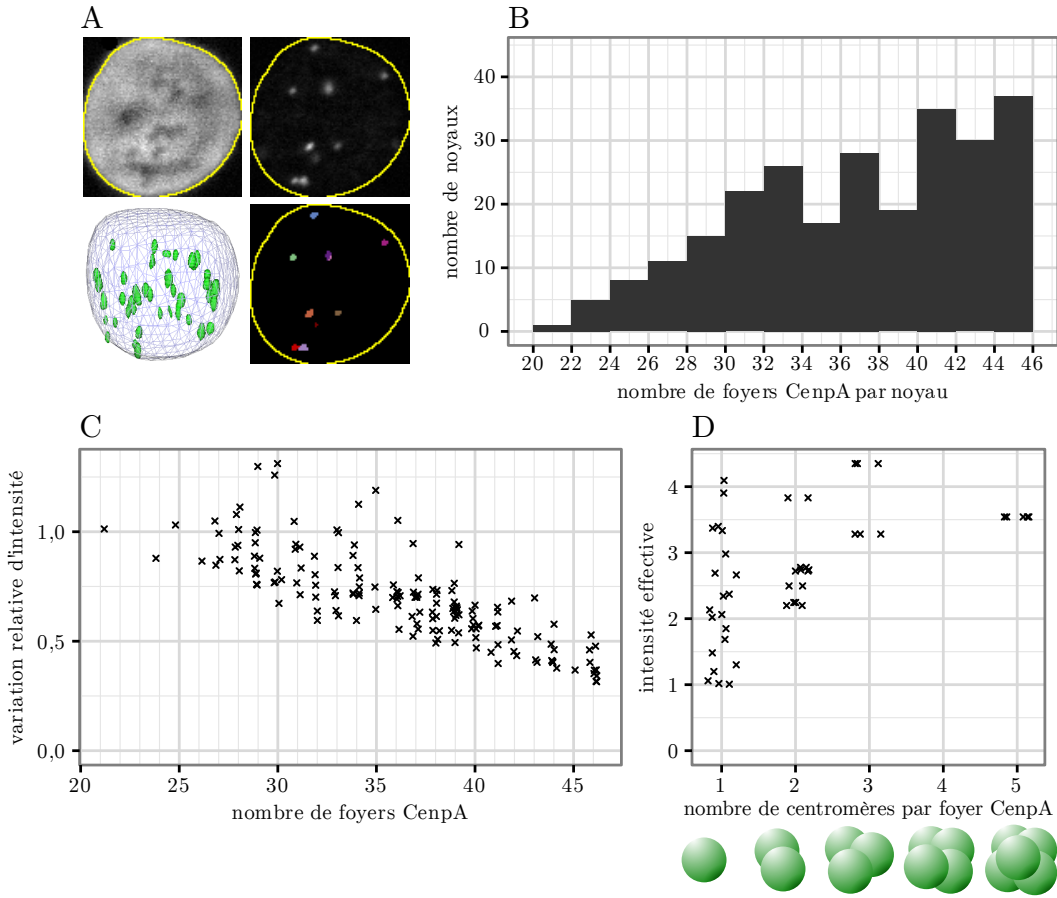 A
B
nombre de noyaux
40
30
20
10
0
20 22 24 26 28 30 32 34 36 38 40 42 44 46
nombre de foyers CenpA par noyau
C
variation relative d'intensité
1,0
0,5
0,0
20 25 30 35 40 45
nombre de foyers CenpA
D
intensité effective
4
3
2
1
0
1 2 3 4 5
nombre de centromères par foyer CenpA